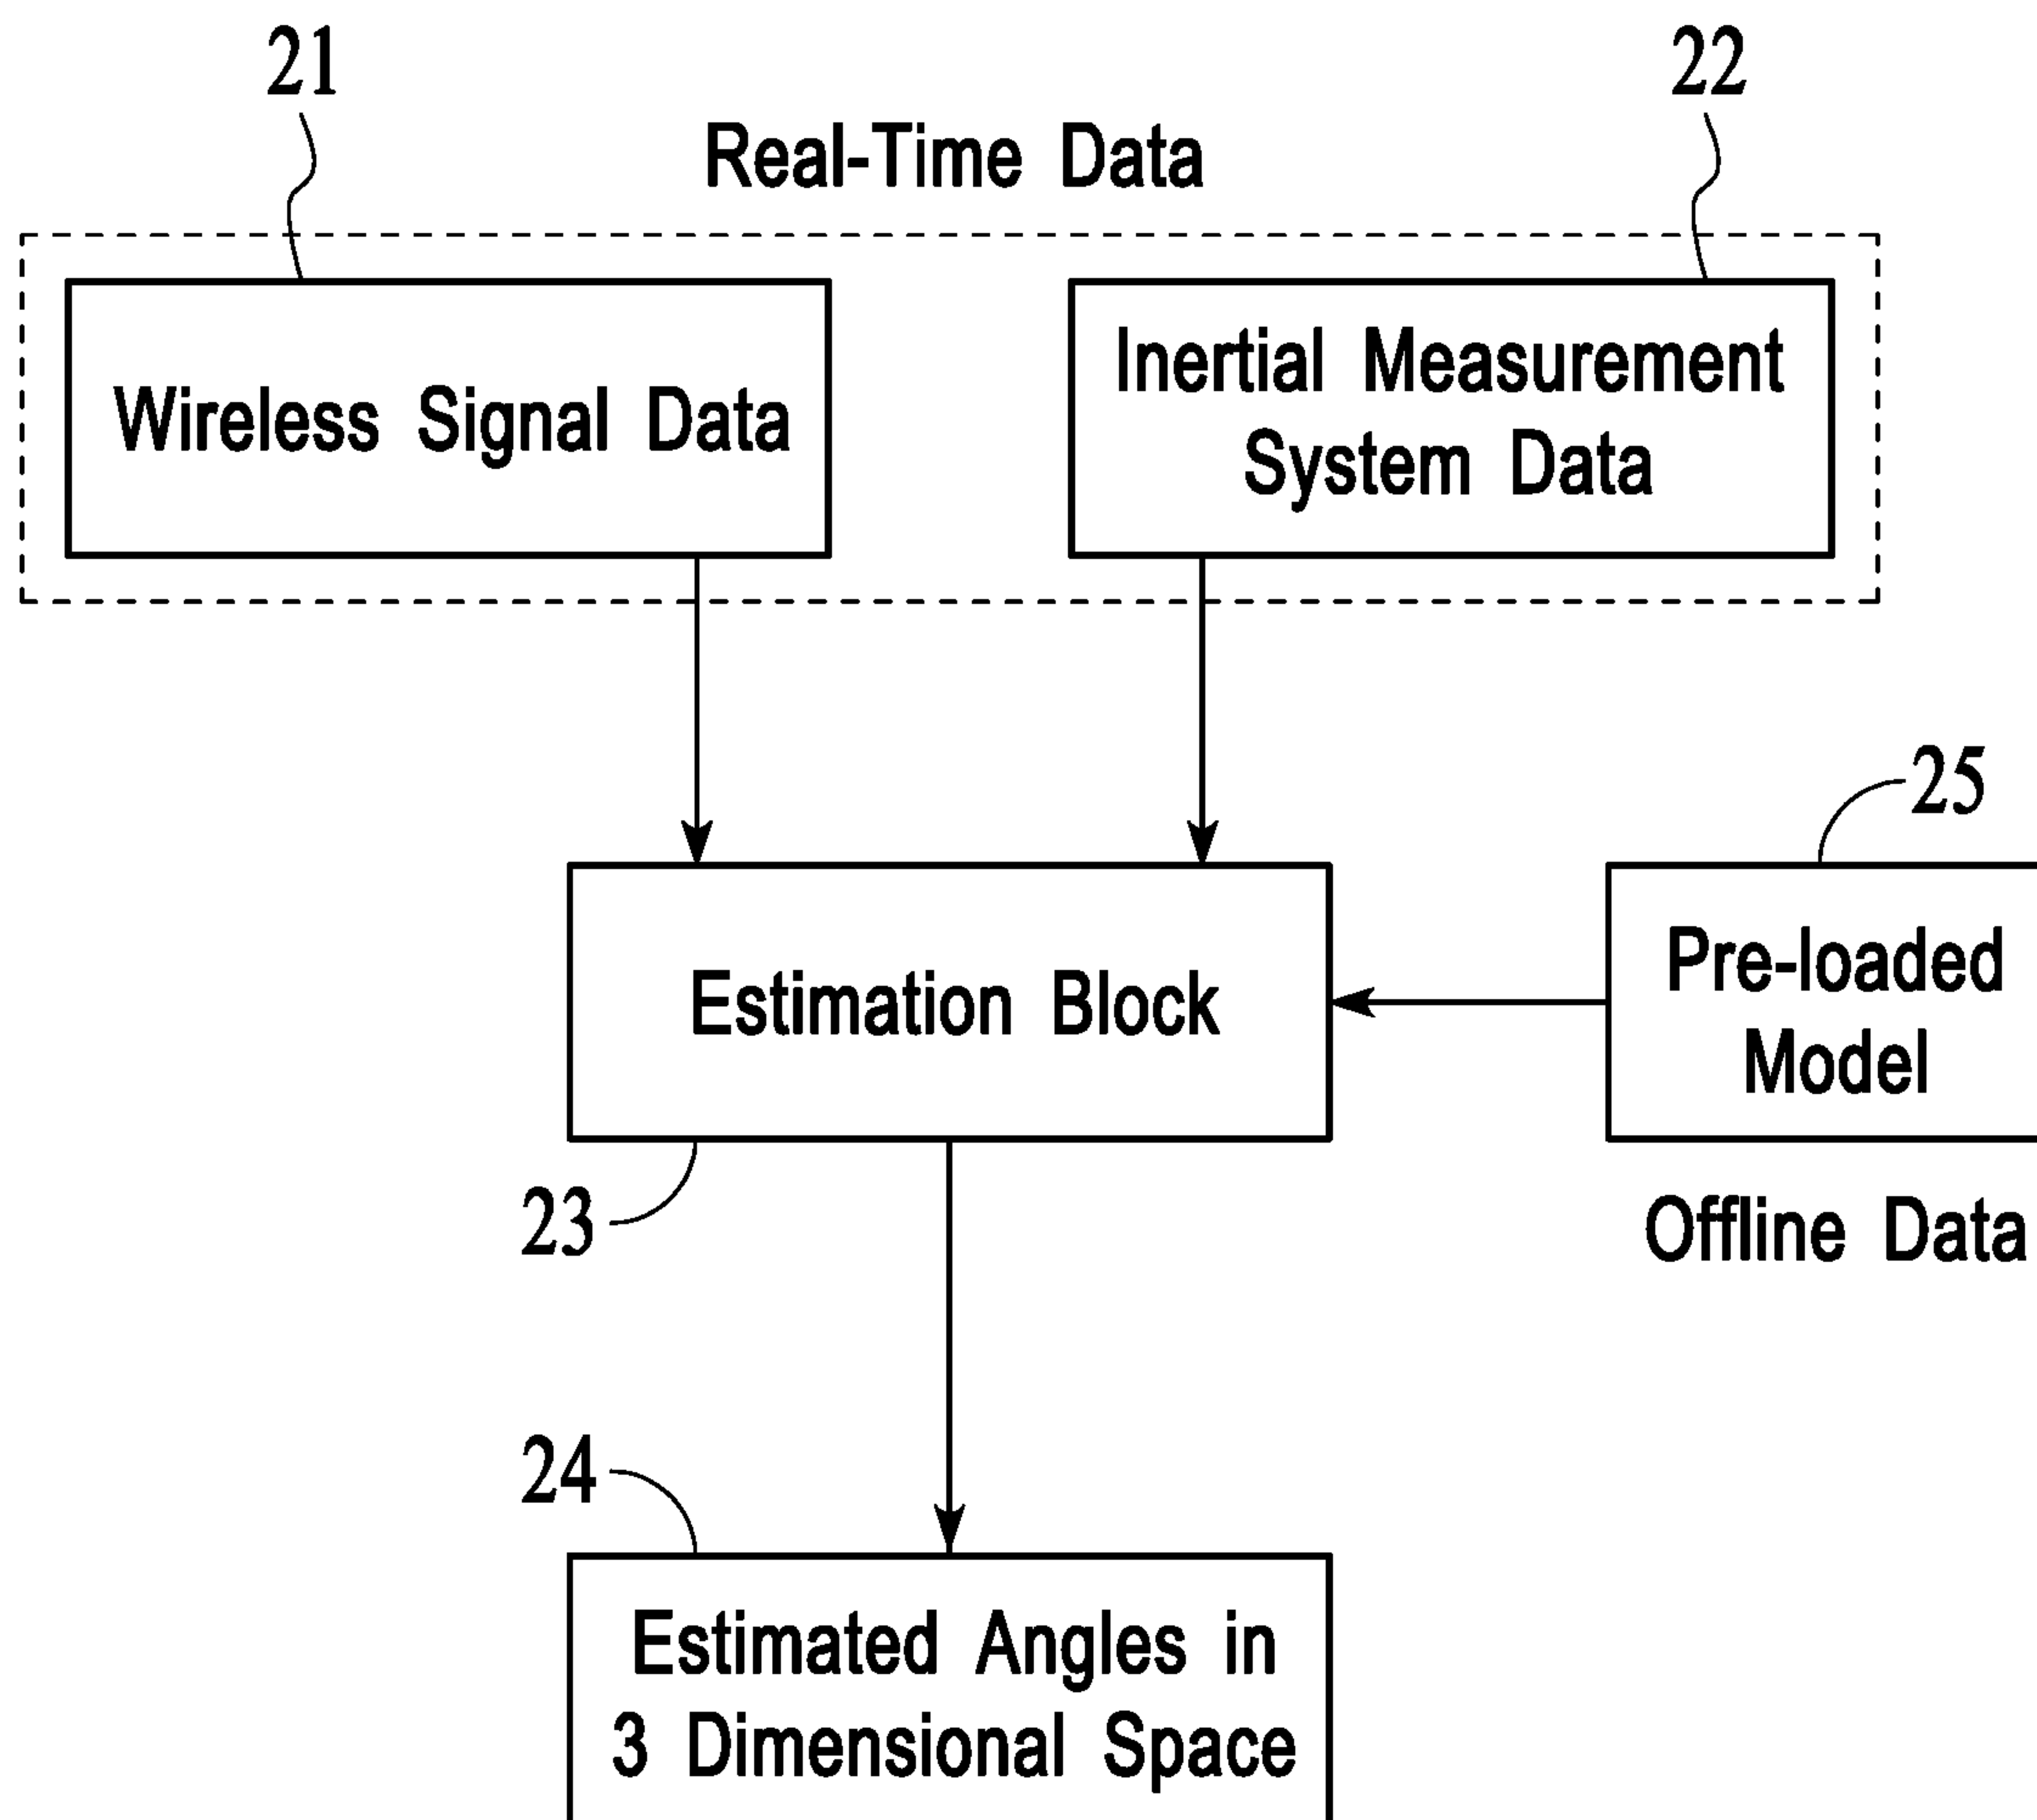 21
22
Real-Time Data
Wireless Signal Data
Inertial Measurement
System Data
25
Estimation Block
Pre-loaded
Model
23
Offline Data
24
Estimated Angles in
3 Dimensional Space